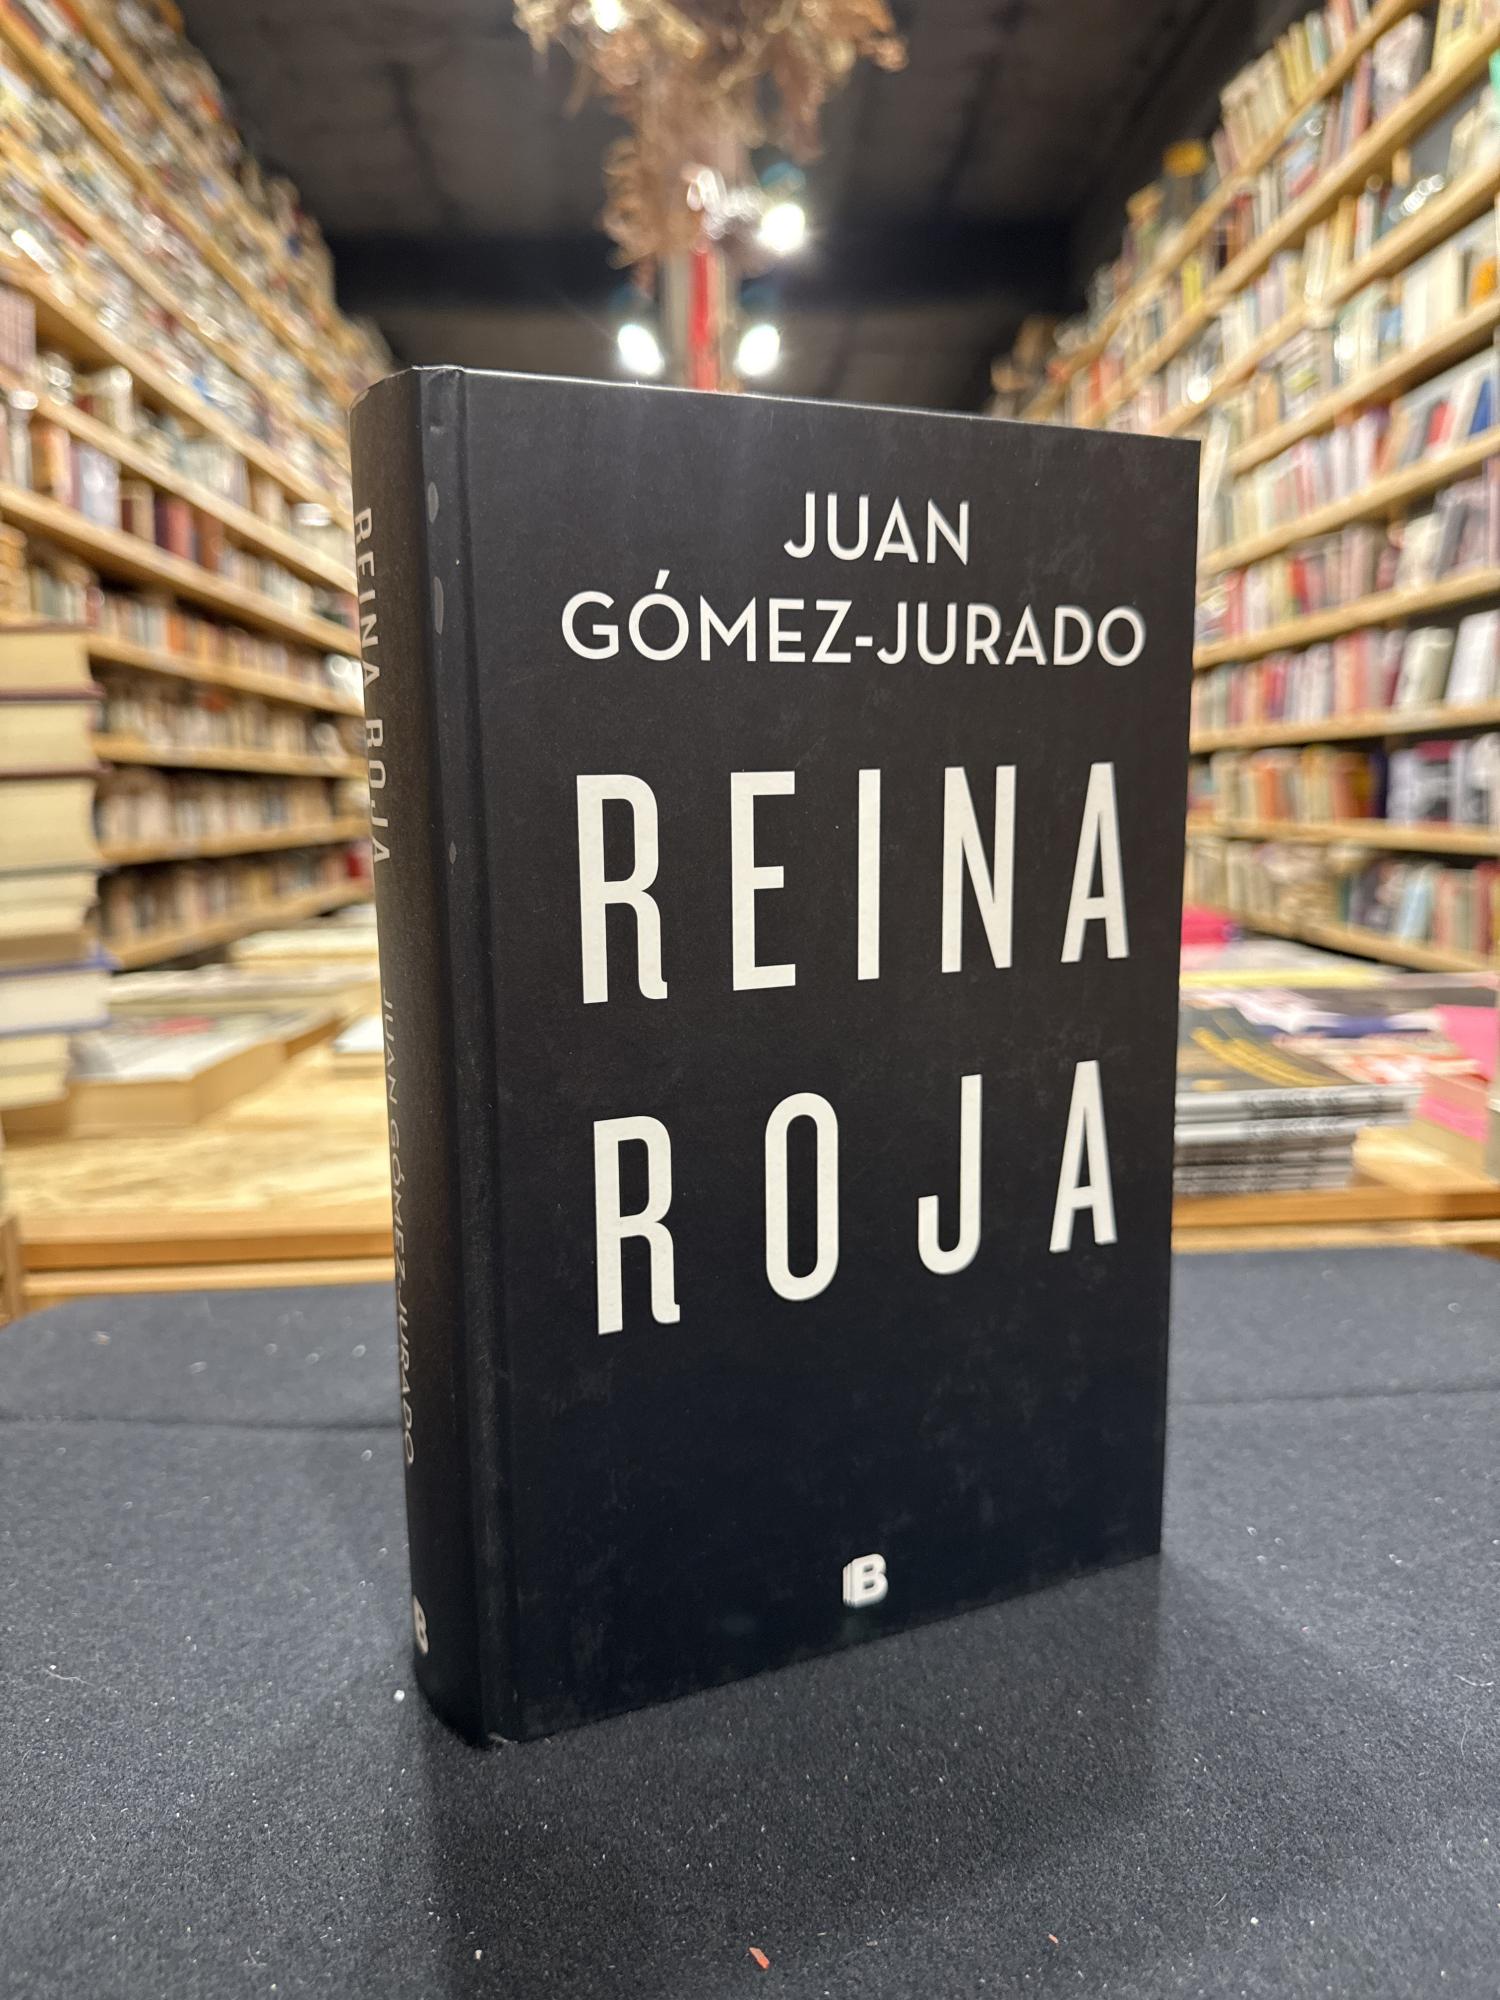 JUAN
GÓMEZ-JURADO
REINA
ROJA
B
REINA ROJA
JUAN GÓMEZ-JURADO
B